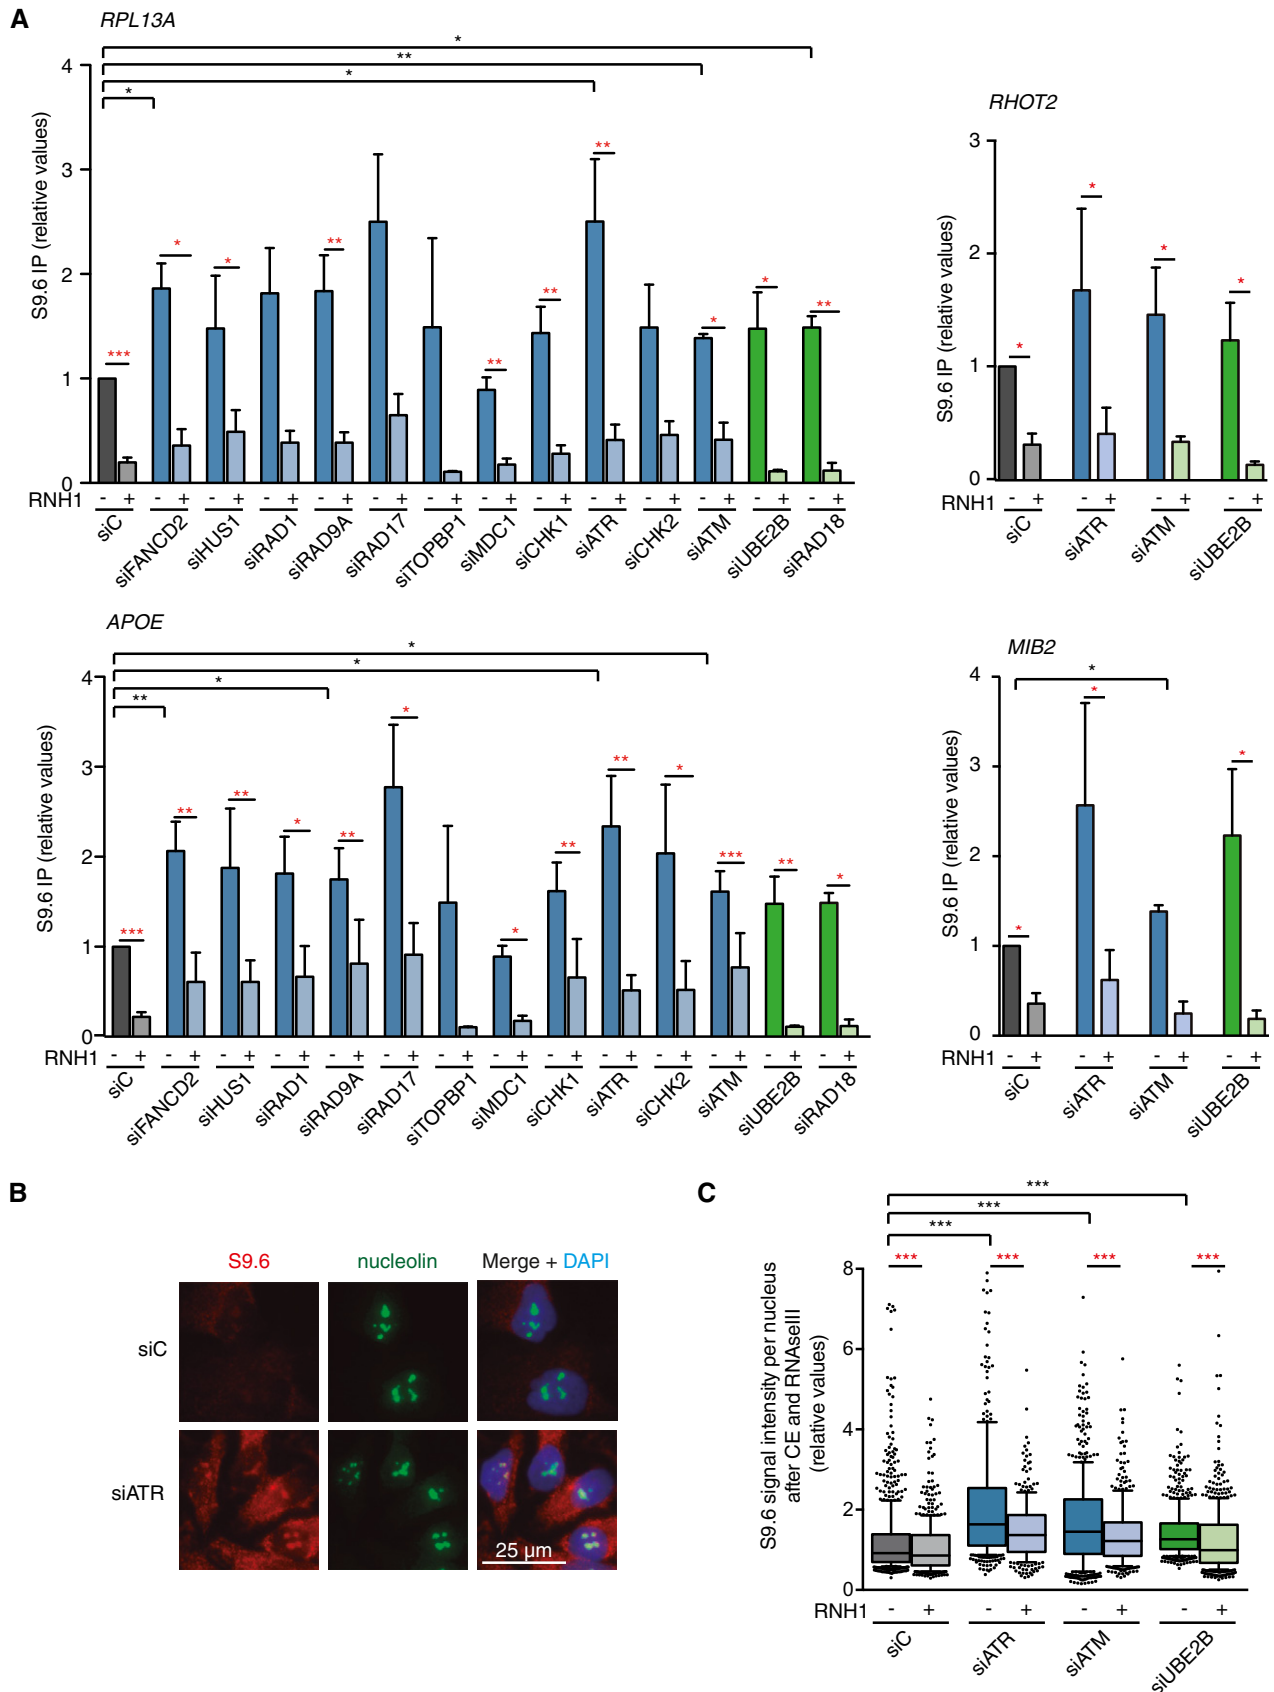 A
RPL13A
*
**
*
*
4
3
2
1
0
S9.6 IP (relative values)
*** * * ** ** ** ** * * **
RNH1 - + - + - + - + - + - + - + - + - + - + - + - + - + - +
siC siFANCD2 siHUS1 siRAD1 siRAD9A siRAD17 siTOPBP1 siMDC1 siCHK1 siATR siCHK2 siATM siUBE2B siRAD18
RHOT2
3
2
1
0
S9.6 IP (relative values)
* * * *
RNH1 - + - + - + - +
siC siATR siATM siUBE2B
APOE
*
*
*
**
4
3
2
1
0
S9.6 IP (relative values)
*** ** ** * ** * * ** ** * *** ** *
RNH1 - + - + - + - + - + - + - + - + - + - + - + - + - + - +
siC siFANCD2 siHUS1 siRAD1 siRAD9A siRAD17 siTOPBP1 siMDC1 siCHK1 siATR siCHK2 siATM siUBE2B siRAD18
MIB2
*
4
3
2
1
0
S9.6 IP (relative values)
* * *
RNH1 - + - + - + - +
siC siATR siATM siUBE2B
B
S9.6 nucleolin Merge + DAPI
siC
siATR
25 µm
C
***
***
***
*** *** *** ***
8
6
4
2
0
S9.6 signal intensity per nucleus
after CE and RNAseIII
(relative values)
RNH1 - + - + - + - +
siC siATR siATM siUBE2B